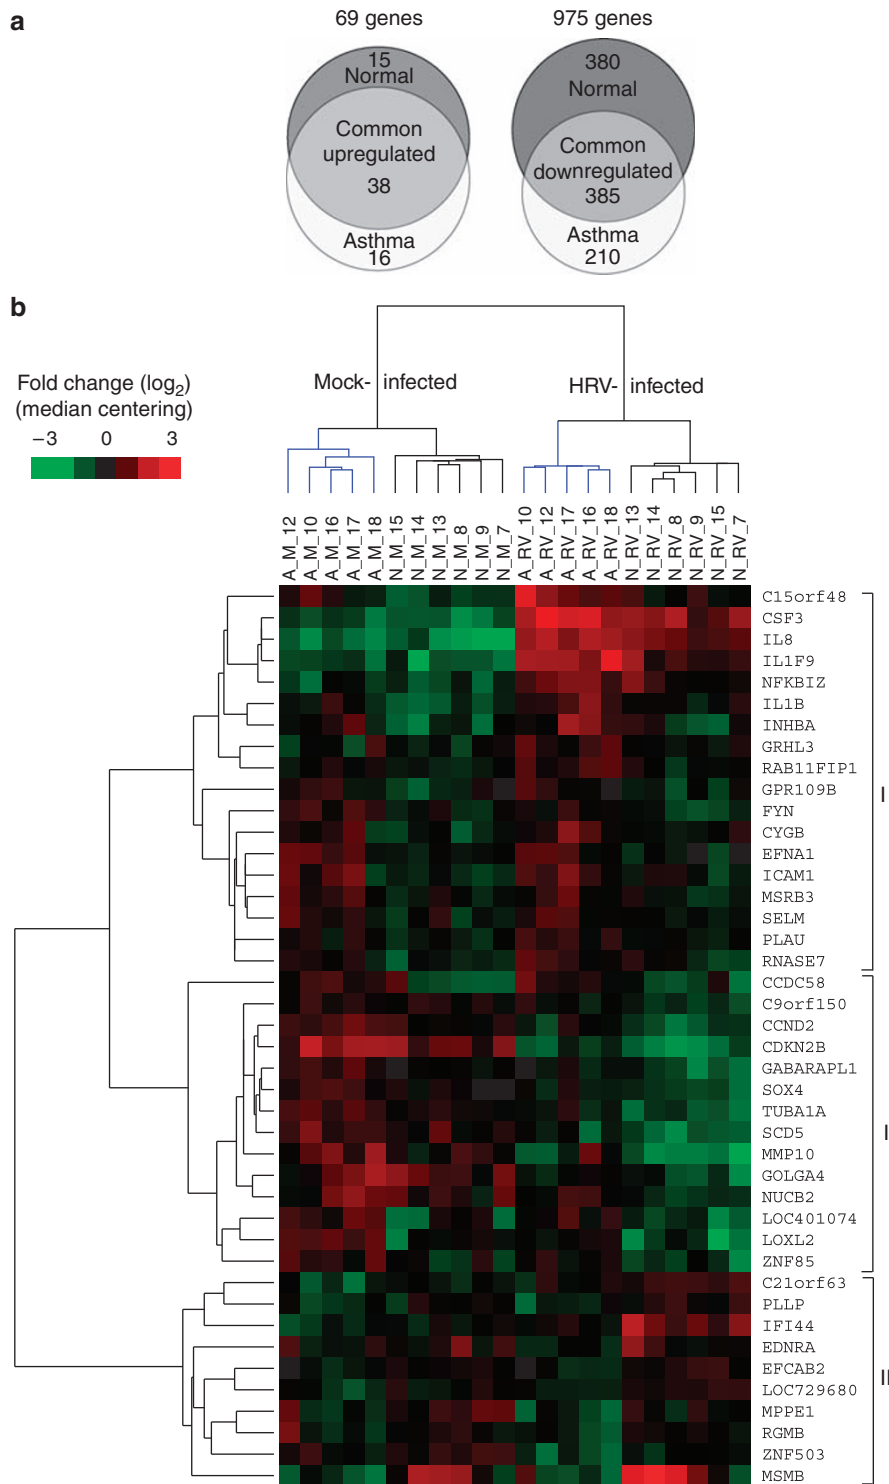 a
69 genes
975 genes
15
Normal
Common
upregulated
38
Asthma
16
380
Normal
Common
downregulated
385
Asthma
210
b
Fold change (log2)
(median centering)
−3 0 3
Mock- infected
HRV- infected
A_M_12
A_M_10
A_M_16
A_M_17
A_M_18
N_M_15
N_M_14
N_M_13
N_M_8
N_M_9
N_M_7
A_RV_10
A_RV_12
A_RV_17
A_RV_16
A_RV_18
N_RV_13
N_RV_14
N_RV_8
N_RV_9
N_RV_15
N_RV_7
C15orf48
CSF3
IL8
IL1F9
NFKBIZ
IL1B
INHBA
GRHL3
RAB11FIP1
GPR109B
FYN
CYGB
EFNA1
ICAM1
MSRB3
SELM
PLAU
RNASE7
I
CCDC58
C9orf150
CCND2
CDKN2B
GABARAPL1
SOX4
TUBA1A
SCD5
MMP10
GOLGA4
NUCB2
LOC401074
LOXL2
ZNF85
C21orf63
PLLP
IFI44
EDNRA
EFCAB2
LOC729680
MPPE1
RGMB
ZNF503
MSMB